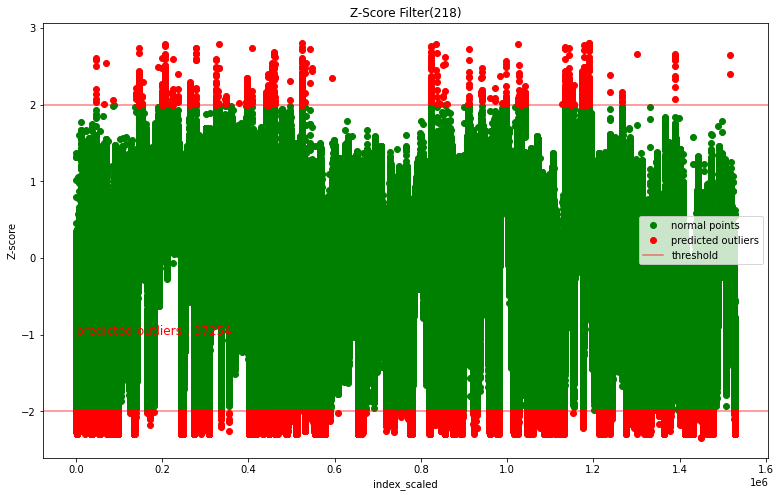 Z-Score Filter(218)
3
2
1
0
−1
−2
Z-score
normal points
predicted outliers
threshold
predicted outliers
0.0 0.2 0.4 0.6 0.8 1.0 1.2 1.4 1.6
1e6
index_scaled